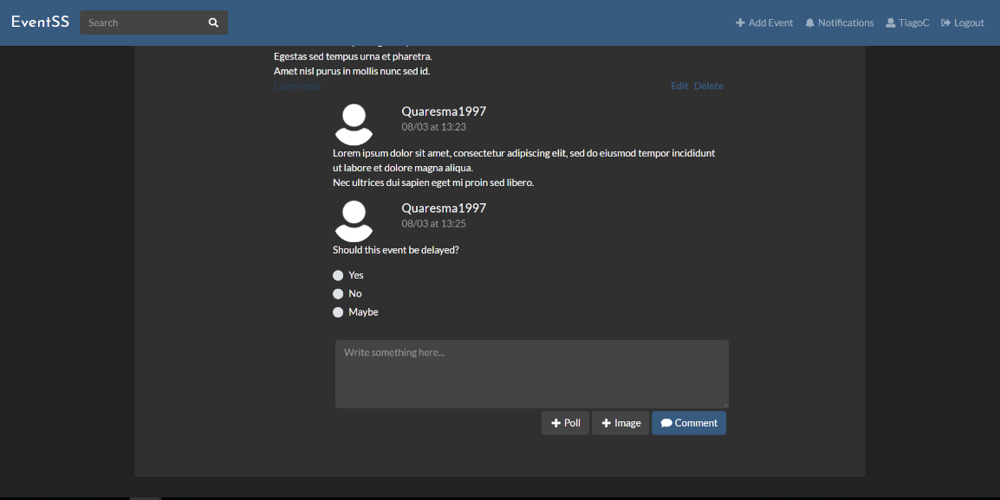 EventSS
Search
Add Event
Notifications
TiagoC
Logout
Egestas sed tempus urna et pharetra.
Amet nisl purus in mollis nunc sed id.
Comments
Edit Delete
Quaresma1997
08/03 at 13:23
Lorem ipsum dolor sit amet, consectetur adipiscing elit, sed do eiusmod tempor incididunt
ut labore et dolore magna aliqua.
Nec ultrices dui sapien eget mi proin sed libero.
Quaresma1997
08/03 at 13:25
Should this event be delayed?
Yes
No
Maybe
Write something here...
Poll
Image
Comment